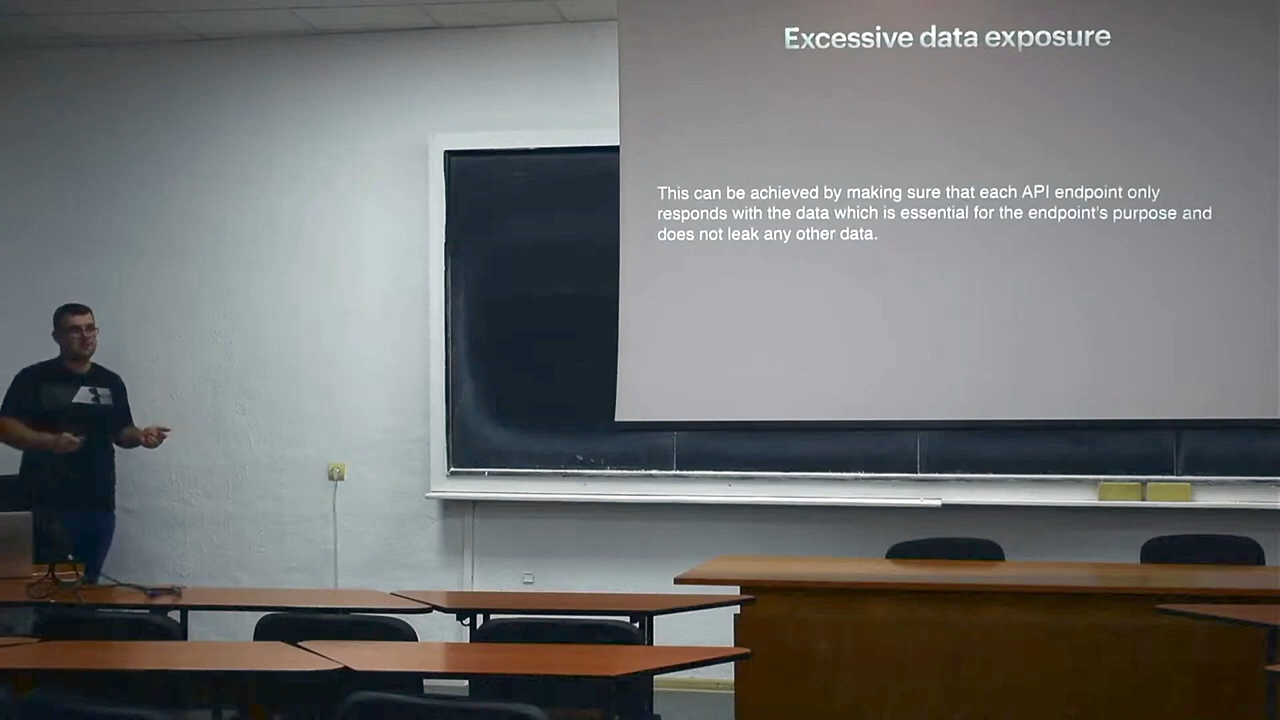 Excessive data exposure
This can be achieved by making sure that each API endpoint only
responds with the data which is essential for the endpoint's purpose and
does not leak any other data.